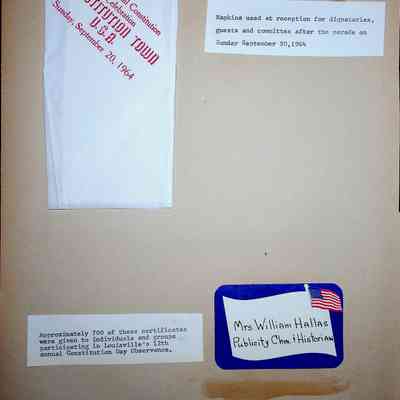 Constitution
Celebration
STITUTION TOWN
U.S.A.
Sunday, September 20, 1964
Napkins used at reception for dignataries,
guests and committee after the parade on
Sunday September 20,1964
Approximately 700 of these certificates
were given to individuals and groups
participating in Louisville's 12th
annual Constitution Day Observance.
Mrs William Hallas
Publicity Chm. & Historian